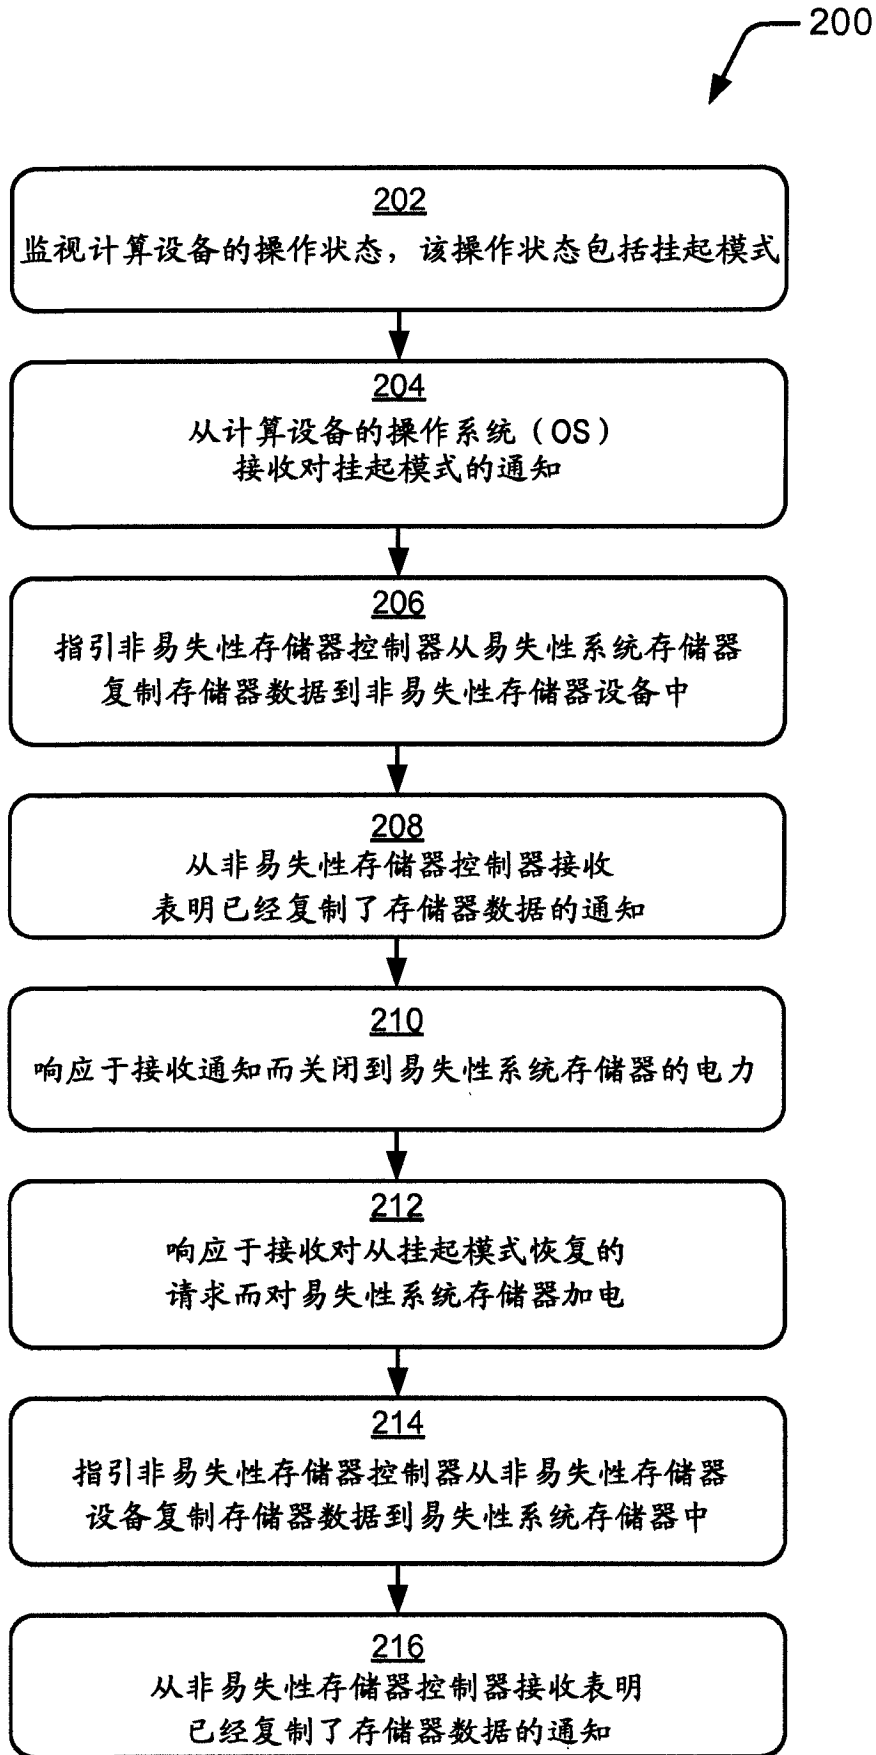 200
202
监视计算设备的操作状态，该操作状态包括挂起模式
204
从计算设备的操作系统（OS）
接收对挂起模式的通知
206
指引非易失性存储器控制器从易失性系统存储器
复制存储器数据到非易失性存储器设备中
208
从非易失性存储器控制器接收
表明已经复制了存储器数据的通知
210
响应于接收通知而关闭到易失性系统存储器的电力
212
响应于接收对从挂起模式恢复的
请求而对易失性系统存储器加电
214
指引非易失性存储器控制器从非易失性存储器
设备复制存储器数据到易失性系统存储器中
216
从非易失性存储器控制器接收表明
已经复制了存储器数据的通知